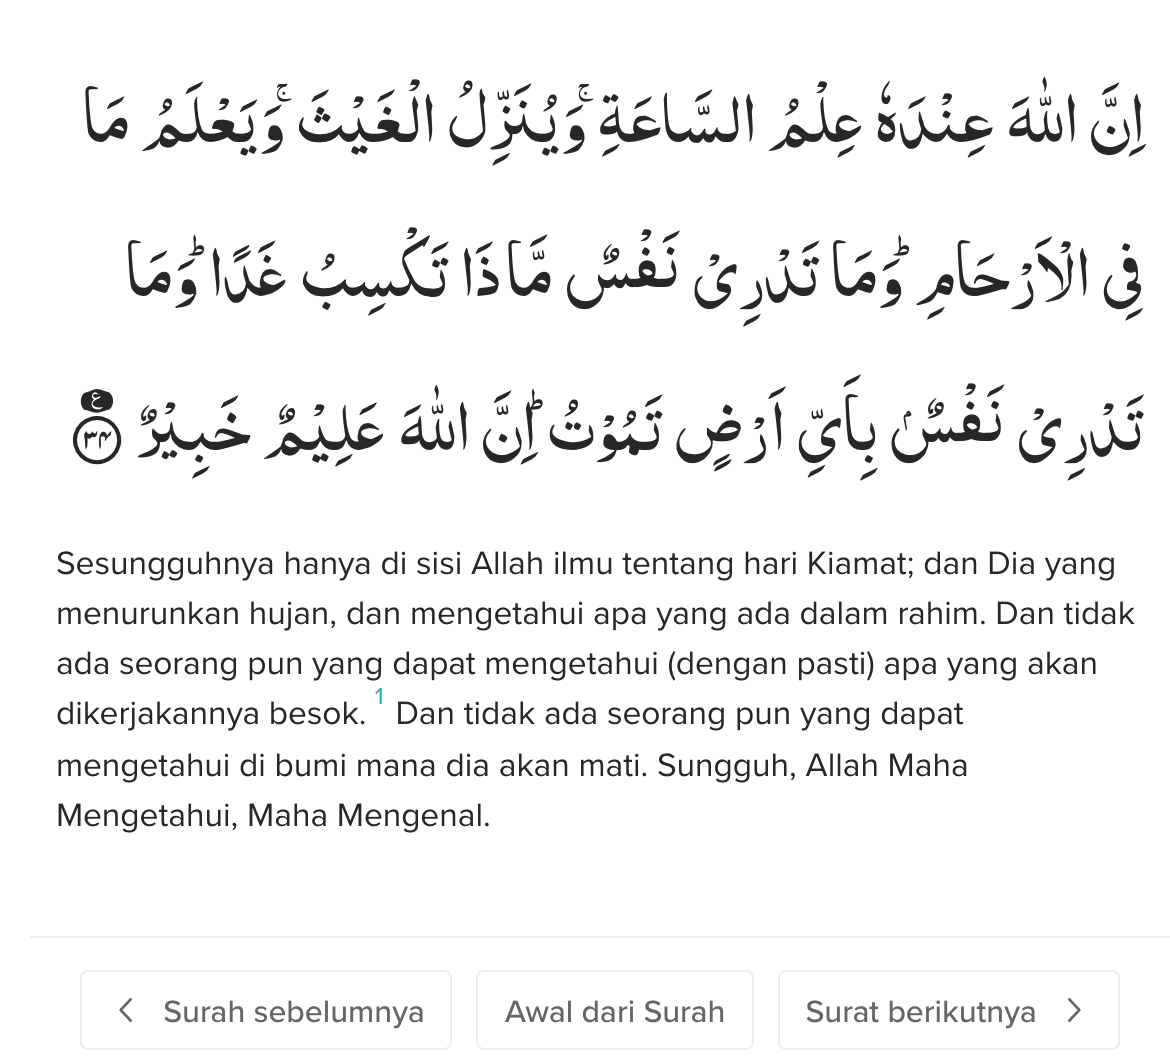 اِنَّ اللّٰهَ عِنْدَهٗ عِلْمُ السَّاعَةِۚ وَيُنَزِّلُ الْغَيْثَۚ وَيَعْلَمُ مَا
فِى الْاَرْحَامِۗ وَمَا تَدْرِيْ نَفْسٌ مَّاذَا تَكْسِبُ غَدًاۗ وَمَا
تَدْرِيْ نَفْسٌۢ بِاَيِّ اَرْضٍ تَمُوْتُۗ اِنَّ اللّٰهَ عَلِيْمٌ خَبِيْرٌ ࣖ ٣٤
Sesungguhnya hanya di sisi Allah ilmu tentang hari Kiamat; dan Dia yang
menurunkan hujan, dan mengetahui apa yang ada dalam rahim. Dan tidak
ada seorang pun yang dapat mengetahui (dengan pasti) apa yang akan
dikerjakannya besok. 1 Dan tidak ada seorang pun yang dapat
mengetahui di bumi mana dia akan mati. Sungguh, Allah Maha
Mengetahui, Maha Mengenal.
Surah sebelumnya
Awal dari Surah
Surat berikutnya